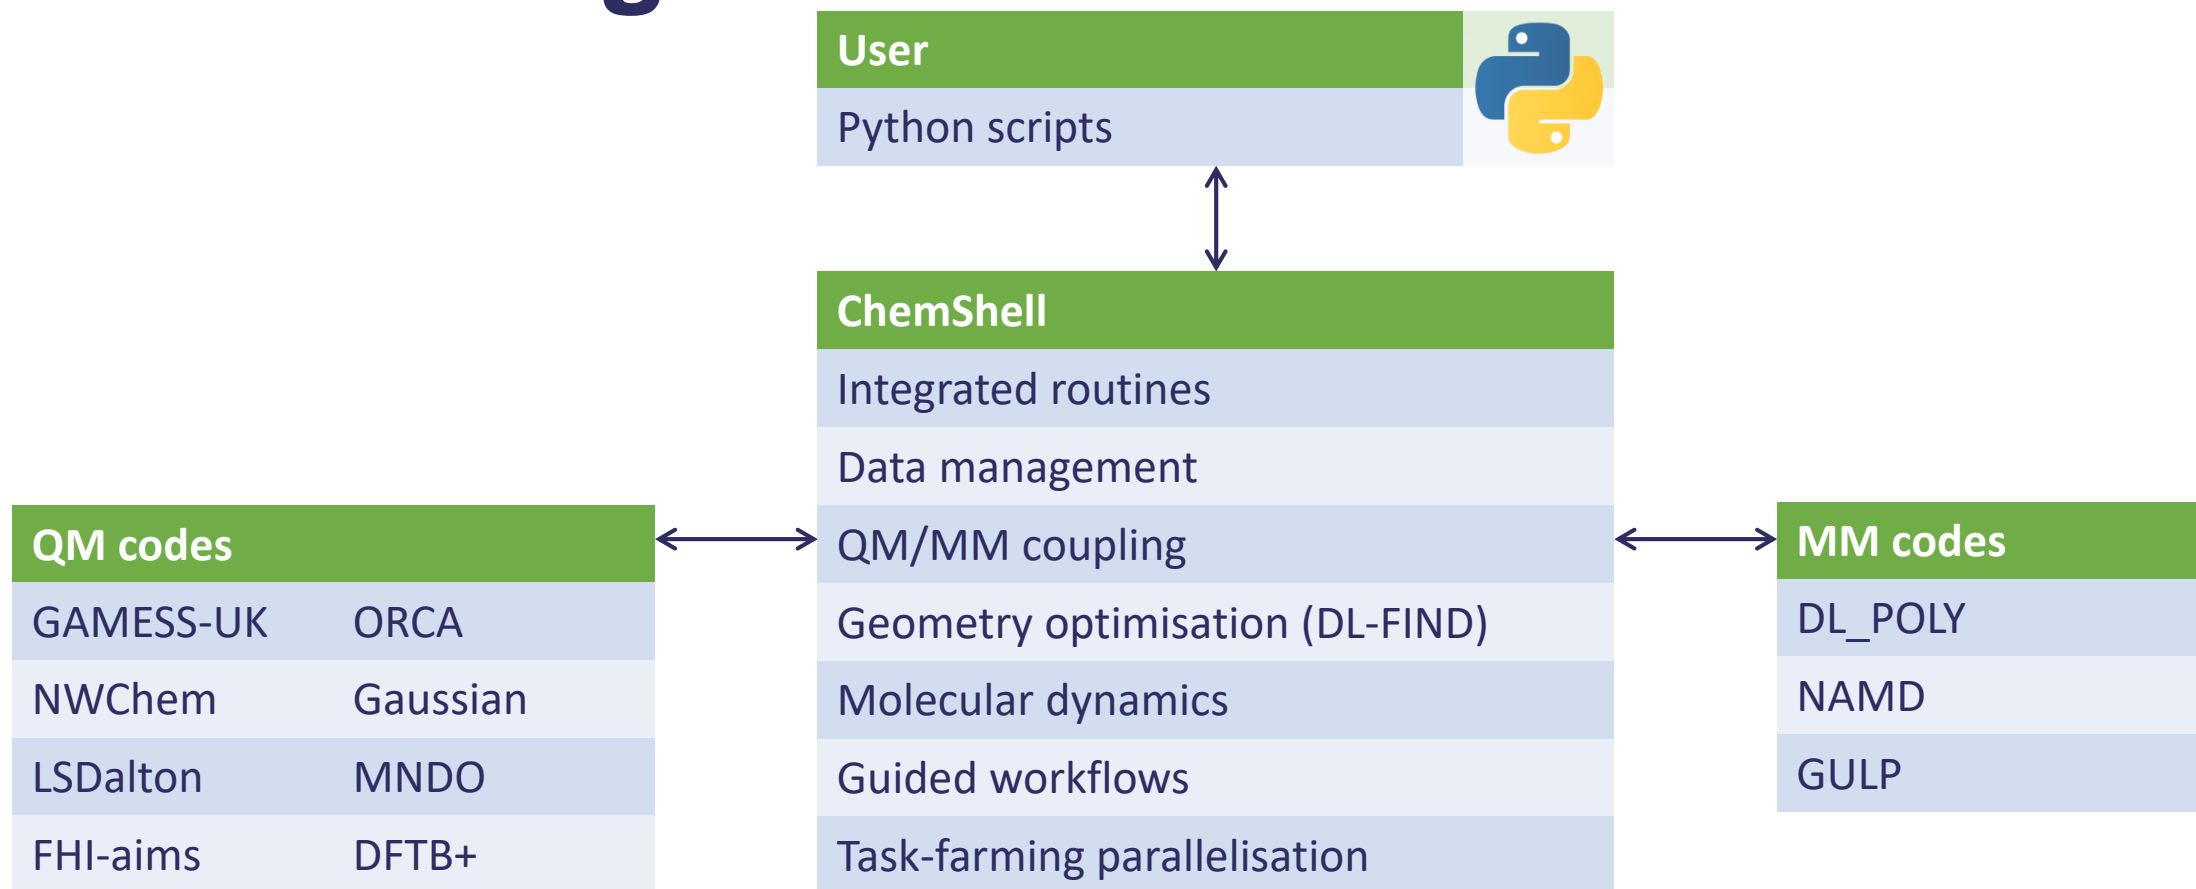 User
Python scripts
ChemShell
Integrated routines
Data management
QM/MM coupling
Geometry optimisation (DL-FIND)
Molecular dynamics
Guided workflows
Task-farming parallelisation
QM codes
GAMESS-UK ORCA
NWChem Gaussian
LSDalton MNDO
FHI-aims DFTB+
MM codes
DL_POLY
NAMD
GULP